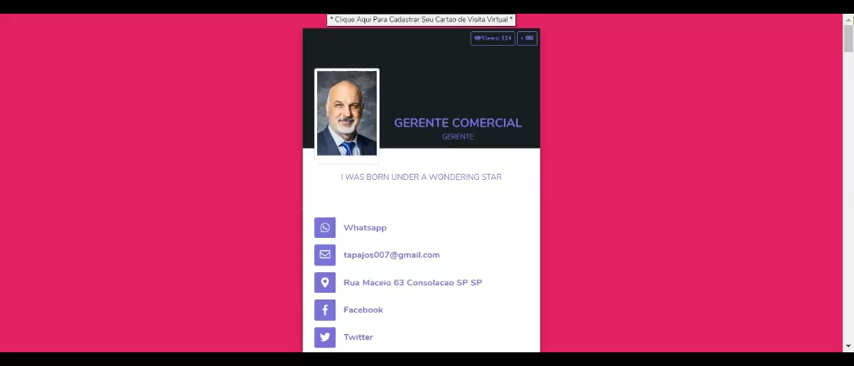 * Clique Aqui Para Cadastrar Seu Cartao de Visita Virtual *
Views: 124
GERENTE COMERCIAL
GERENTE
I WAS BORN UNDER A WONDERING STAR
Whatsapp
tapajos007@gmail.com
Rua Maceio 63 Consolacao SP SP
Facebook
Twitter